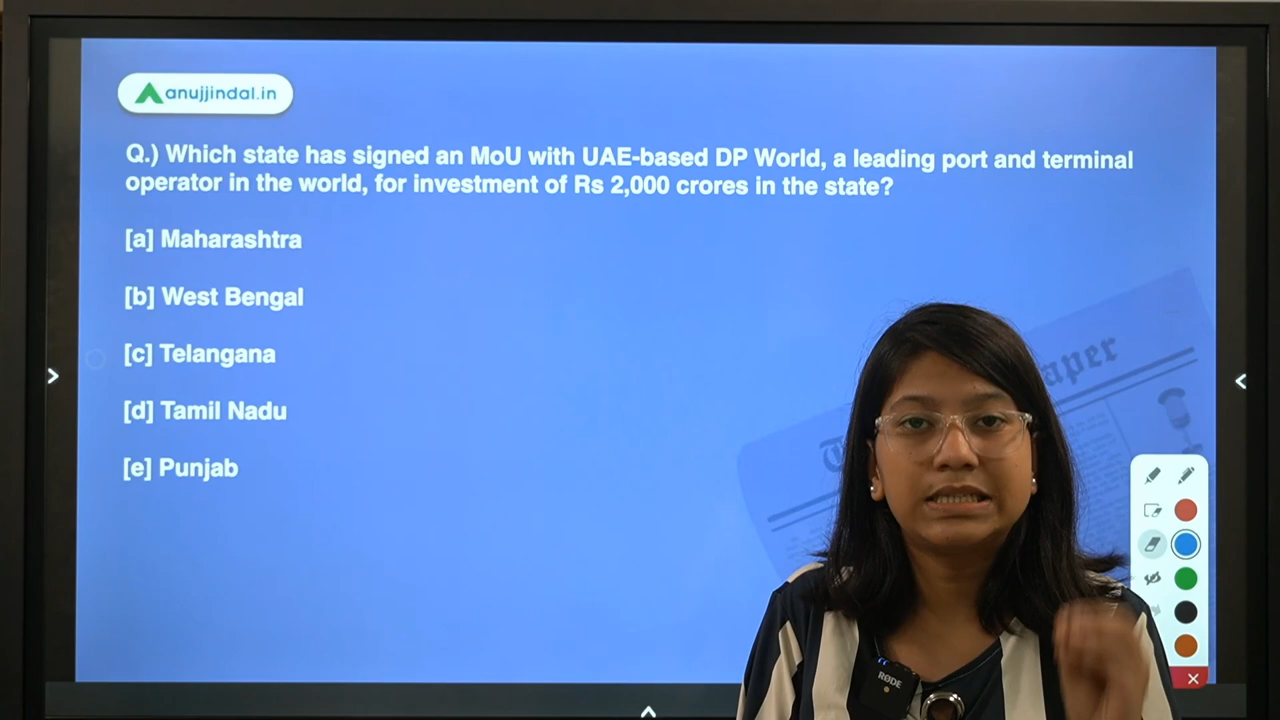 anujjindal.in
Q.) Which state has signed an MoU with UAE-based DP World, a leading port and terminal
operator in the world, for investment of Rs 2,000 crores in the state?
[a] Maharashtra
[b] West Bengal
[c] Telangana
[d] Tamil Nadu
[e] Punjab
aper
RØDE